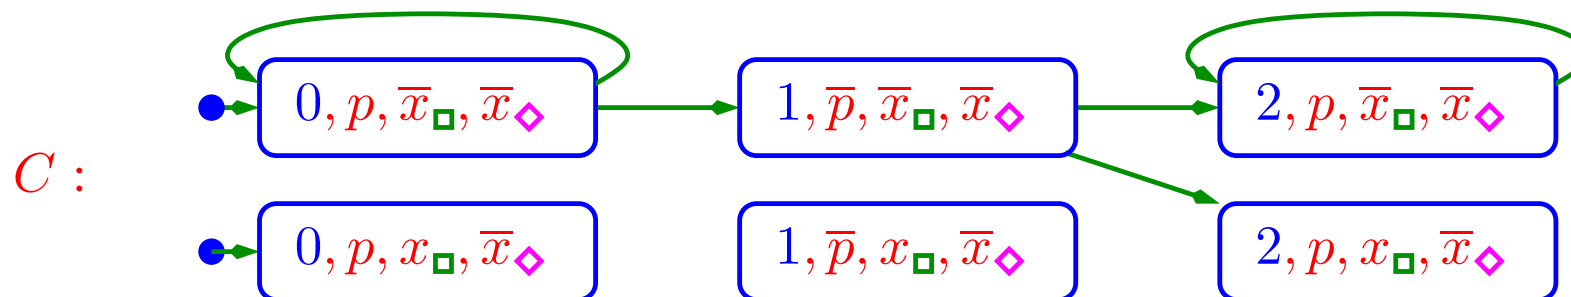 0, p, x̅□, x̅◇ 1, p̅, x̅□, x̅◇ 2, p, x̅□, x̅◇
C :
0, p, x□, x̅◇ 1, p̅, x□, x̅◇ 2, p, x□, x̅◇